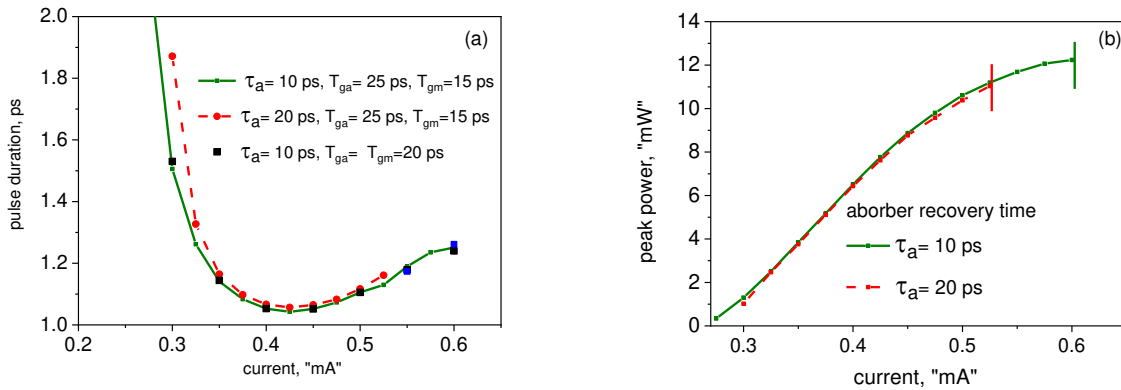 (a)
2.0
1.8
1.6
1.4
1.2
1.0
pulse duration, ps
τa= 10 ps, Tga= 25 ps, Tgm=15 ps
τa= 20 ps, Tga= 25 ps, Tgm=15 ps
τa= 10 ps, Tga=  Tgm=20 ps
0.2 0.3 0.4 0.5 0.6
current, "mA"
(b)
14
12
10
8
6
4
2
0
peak power, "mW"
aborber recovery time
τa= 10 ps
τa= 20 ps
0.3 0.4 0.5 0.6
current, "mA"